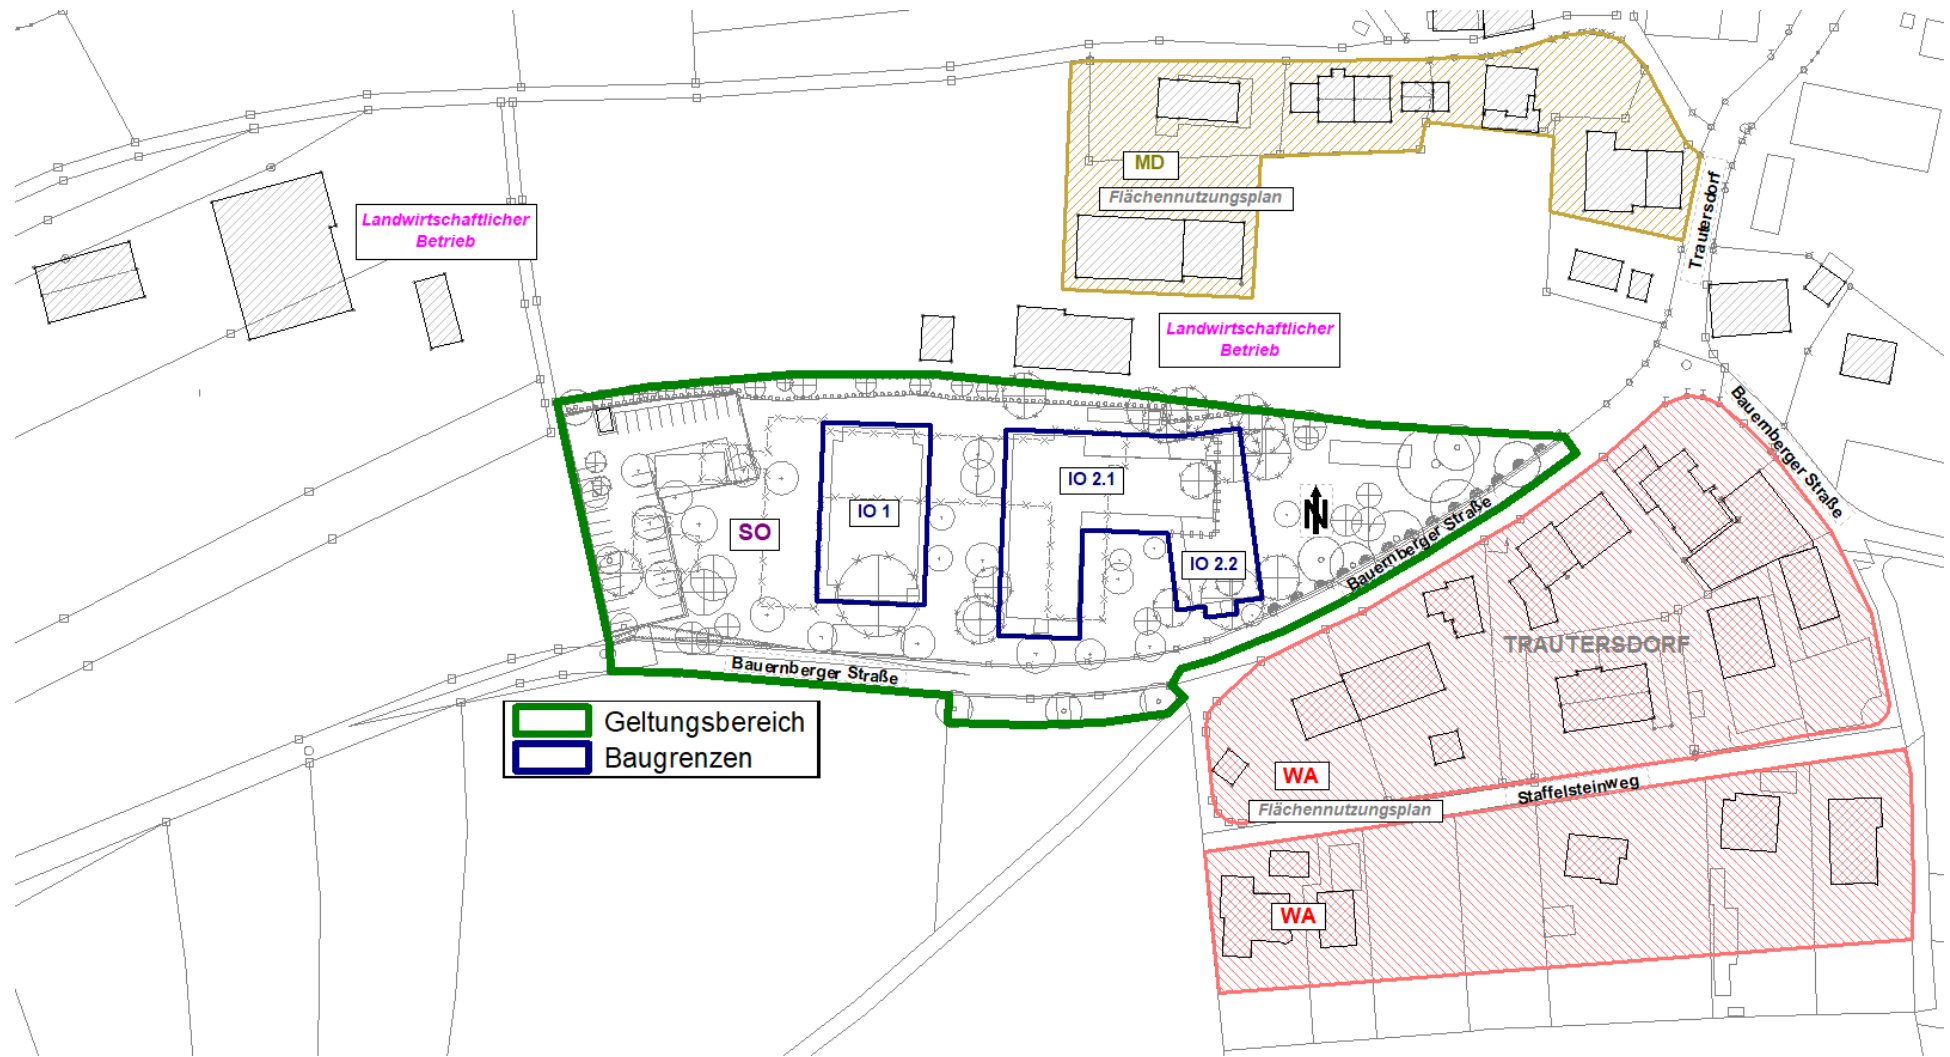 MD
Flächennutzungsplan
Trautersdorf
Landwirtschaftlicher
Betrieb
Landwirtschaftlicher
Betrieb
Bauernberger Straße
IO 2.1
IO 1
SO
N
Bauernberger Straße
IO 2.2
TRAUTERSDORF
Bauernberger Straße
Geltungsbereich
Baugrenzen
WA
Flächennutzungsplan
Staffelsteinweg
WA